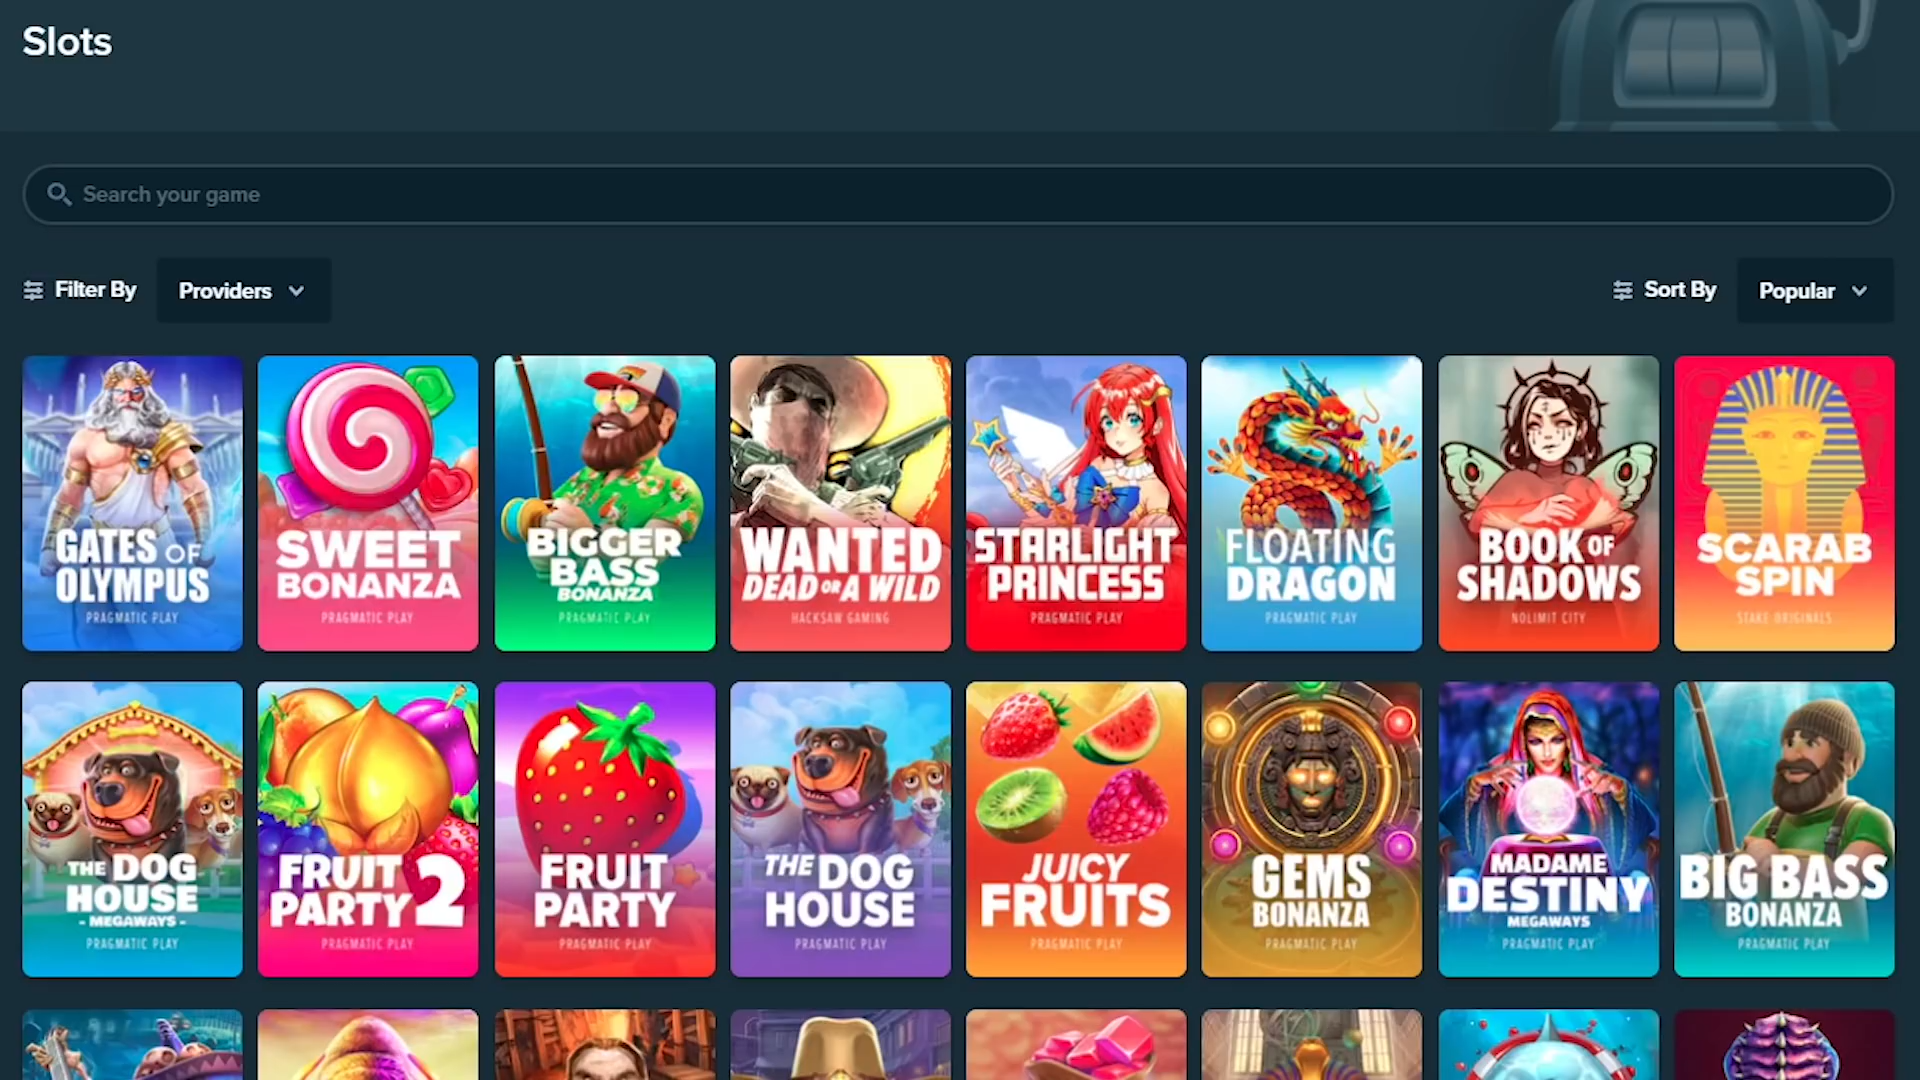 Slots
Search your game
Filter By
Providers
Sort By
Popular
GATES OF
OLYMPUS
PRAGMATIC PLAY
SWEET
BONANZA
PRAGMATIC PLAY
BIGGER
BASS
BONANZA
PRAGMATIC PLAY
WANTED
DEAD OR A WILD
HACKSAW GAMING
STARLIGHT
PRINCESS
PRAGMATIC PLAY
FLOATING
DRAGON
PRAGMATIC PLAY
BOOK OF
SHADOWS
NOLIMIT CITY
SCARAB
SPIN
STAKE ORIGINALS
THE DOG
HOUSE
- MEGAWAYS -
PRAGMATIC PLAY
FRUIT
PARTY 2
PRAGMATIC PLAY
FRUIT
PARTY
PRAGMATIC PLAY
THE DOG
HOUSE
PRAGMATIC PLAY
JUICY
FRUITS
PRAGMATIC PLAY
GEMS
BONANZA
PRAGMATIC PLAY
MADAME
DESTINY
MEGAWAYS
PRAGMATIC PLAY
BIG BASS
BONANZA
PRAGMATIC PLAY